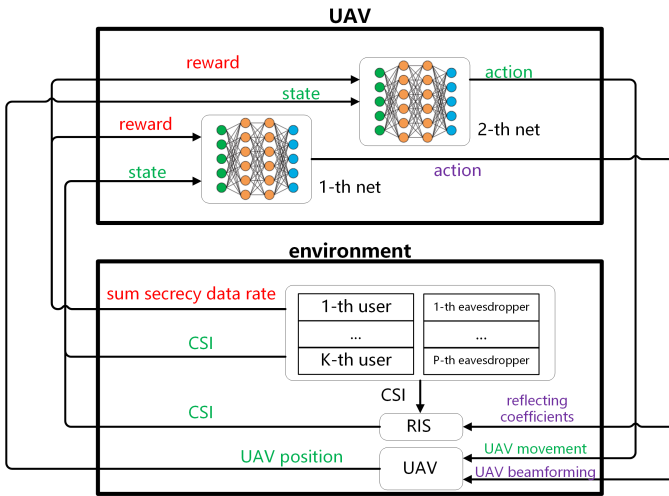 UAV
reward
action
state
reward
2-th net
state
action
1-th net
environment
sum secrecy data rate
1-th user
1-th eavesdropper
...
...
CSI
K-th user
P-th eavesdropper
CSI
CSI
reflecting
coefficients
RIS
UAV movement
UAV position
UAV
UAV beamforming